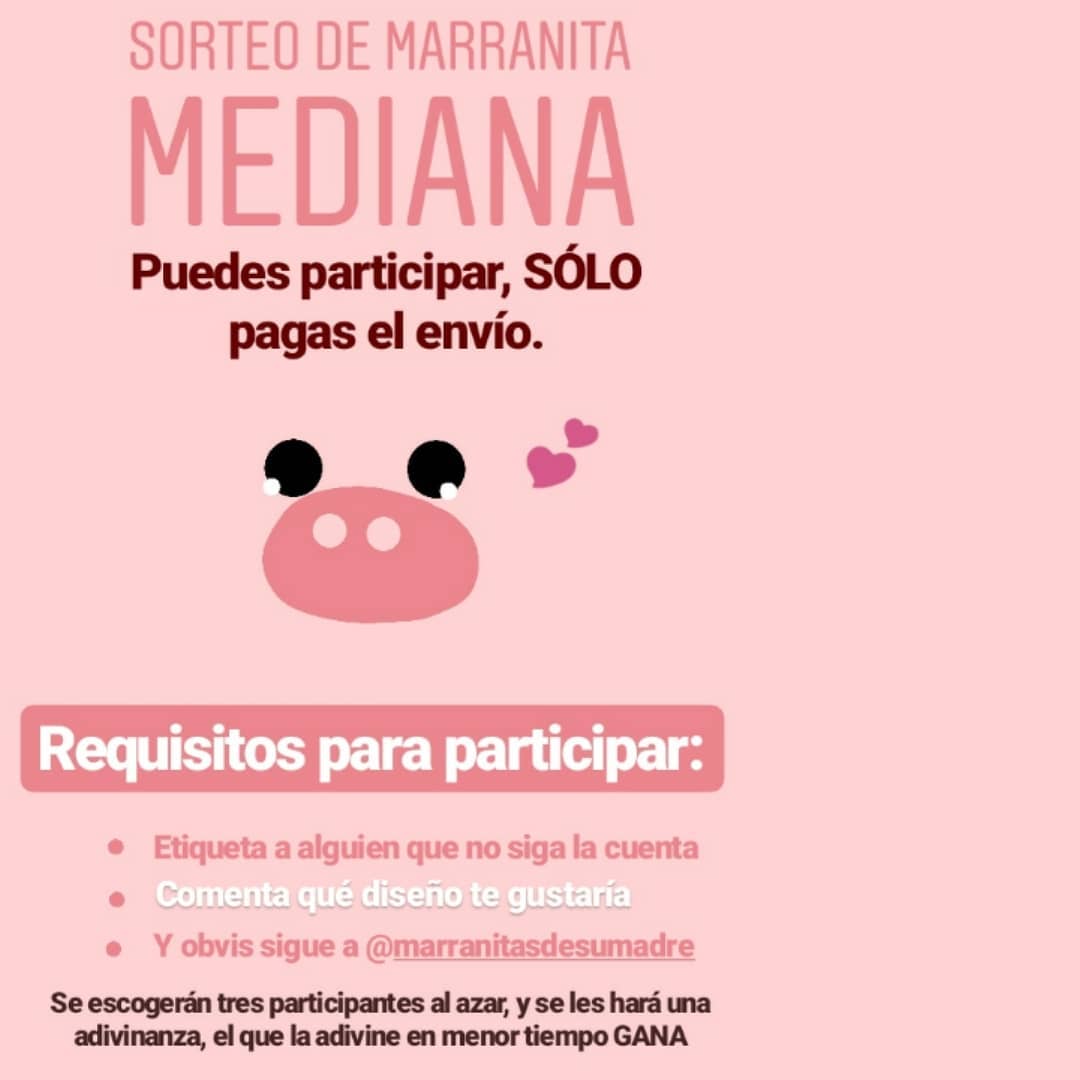 SORTEO DE MARRANITA
MEDIANA
Puedes participar, SÓLO
pagas el envío.
Requisitos para participar:
• Etiqueta a alguien que no siga la cuenta
• Comenta qué diseño te gustaría
• Y obvis sigue a @marranitasdesumadre
Se escogerán tres participantes al azar, y se les hará una
adivinanza, el que la adivine en menor tiempo GANA